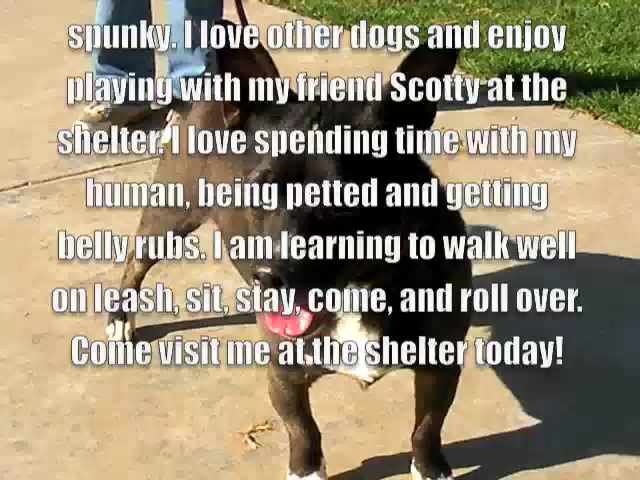 spunky. I love other dogs and enjoy
playing with my friend Scotty at the
shelter. I love spending time with my
human, being petted and getting
belly rubs. I am learning to walk well
on leash, sit, stay, come, and roll over.
Come visit me at the shelter today!